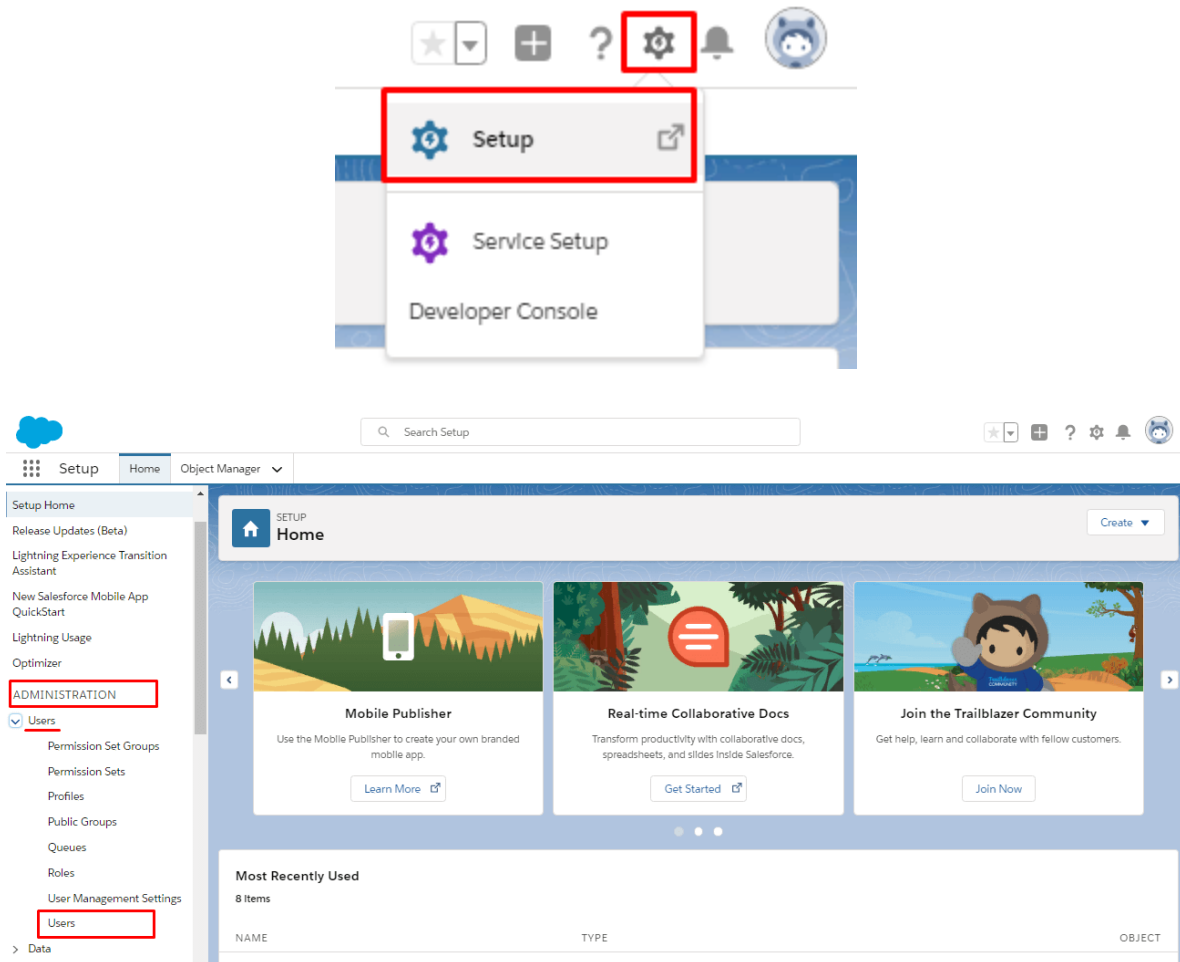 Setup
Service Setup
Developer Console
Search Setup
Setup
Home
Object Manager
Setup Home
Release Updates (Beta)
Lightning Experience Transition
Assistant
New Salesforce Mobile App
QuickStart
Lightning Usage
Optimizer
ADMINISTRATION
Users
Permission Set Groups
Permission Sets
Profiles
Public Groups
Queues
Roles
User Management Settings
Users
Data
SETUP
Home
Create
Mobile Publisher
Use the Mobile Publisher to create your own branded
mobile app.
Learn More
Real-time Collaborative Docs
Transform productivity with collaborative docs,
spreadsheets, and slides inside Salesforce.
Get Started
Join the Trailblazer Community
Get help, learn and collaborate with fellow customers.
Join Now
Most Recently Used
8 Items
NAME
TYPE
OBJECT